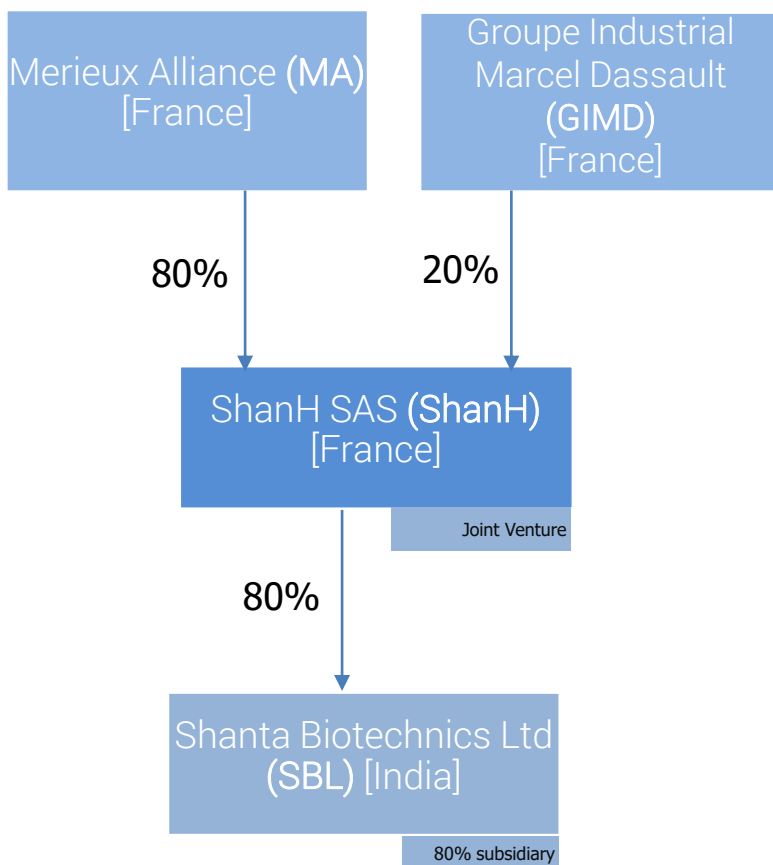 Merieux Alliance (MA)
[France]
Groupe Industrial
Marcel Dassault
(GIMD)
[France]
80%
20%
ShanH SAS (ShanH)
[France]
Joint Venture
80%
Shanta Biotechnics Ltd
(SBL) [India]
80% subsidiary